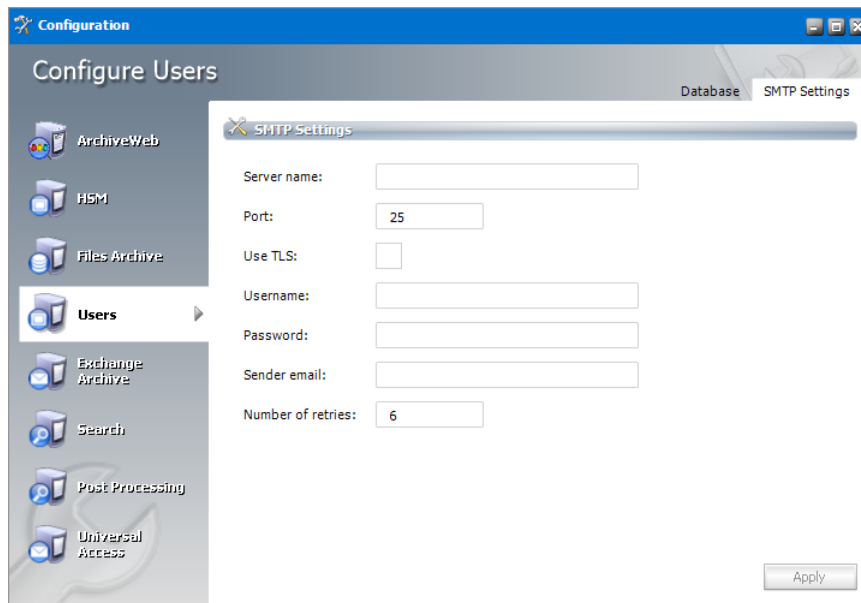 Configuration
Configure Users
Database
SMTP Settings
ArchiveWeb
HSM
Files Archive
Users
Exchange
Archive
Search
Post Processing
Universal
Access
SMTP Settings
Server name:
Port:
25
Use TLS:
Username:
Password:
Sender email:
Number of retries:
6
Apply